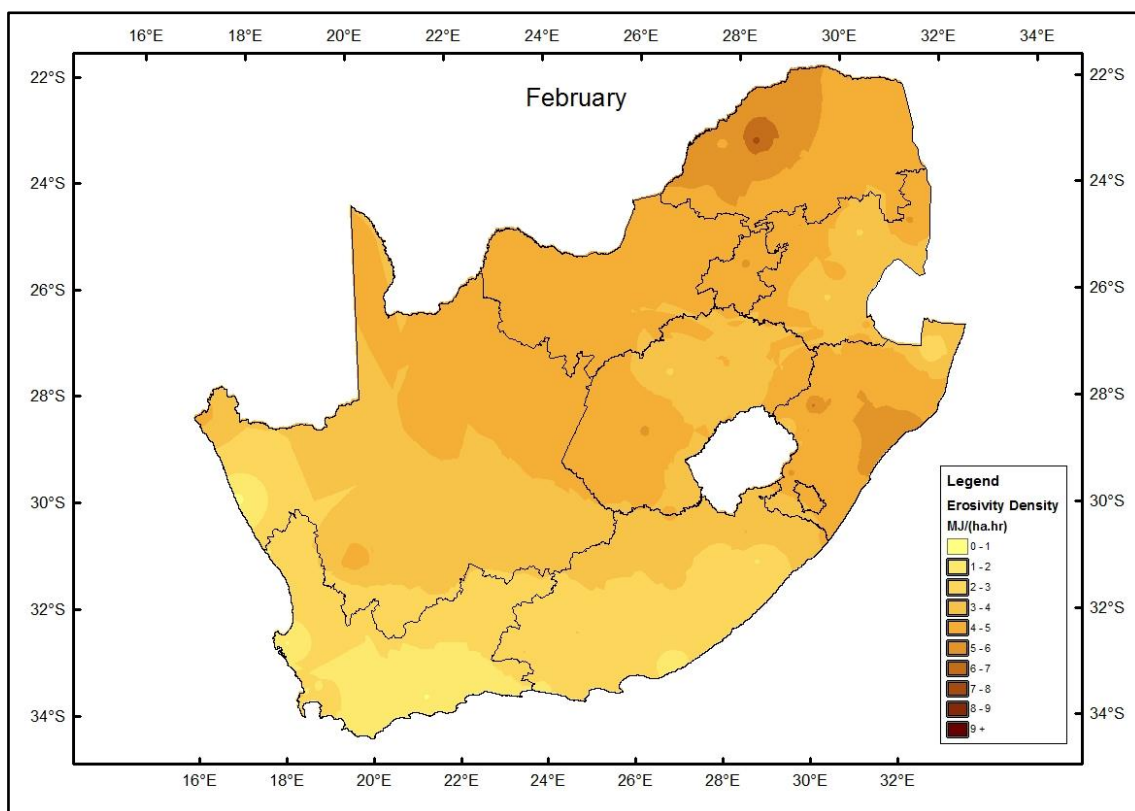 16°E 18°E 20°E 22°E 24°E 26°E 28°E 30°E 32°E 34°E
22°S 22°S
February
24°S 24°S
26°S 26°S
28°S 28°S
30°S 30°S
32°S 32°S
34°S 34°S
Legend
Erosivity Density
MJ/(ha.hr)
0 - 1
1 - 2
2 - 3
3 - 4
4 - 5
5 - 6
6 - 7
7 - 8
8 - 9
9 +
16°E 18°E 20°E 22°E 24°E 26°E 28°E 30°E 32°E